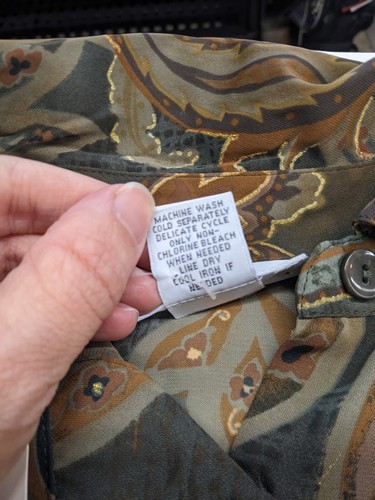 MACHINE WASH
COLD SEPARATELY
DELICATE CYCLE
ONLY NON-
CHLORINE BLEACH
WHEN NEEDED
LINE DRY
COOL IRON IF
NEEDED